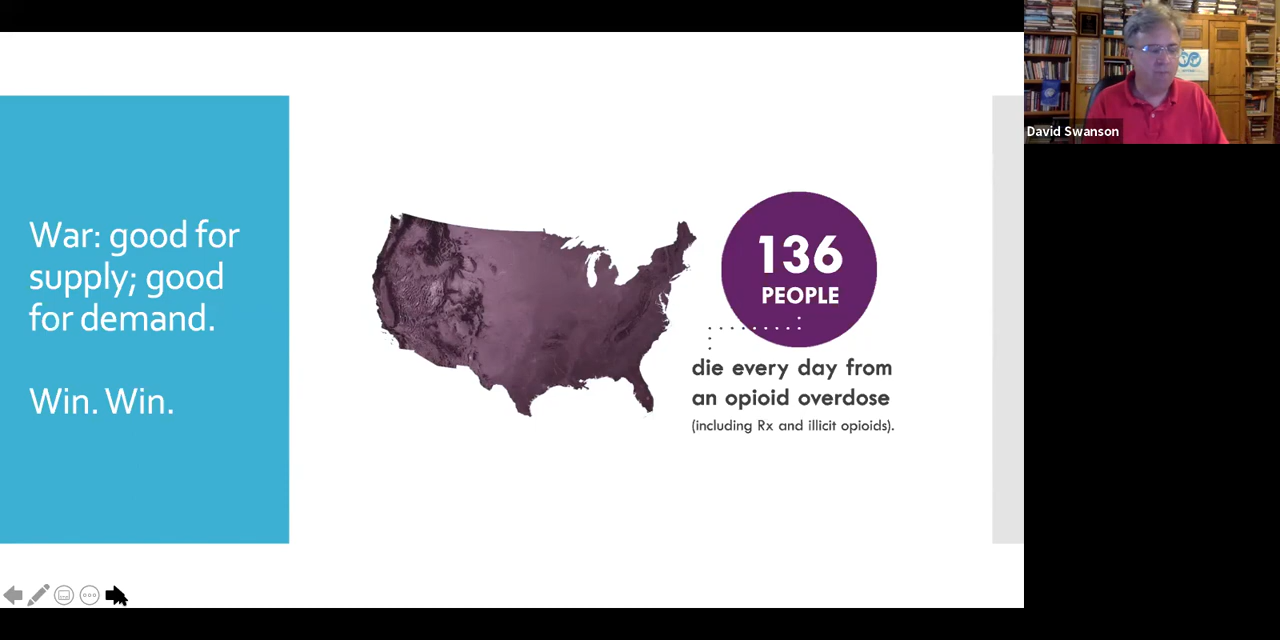 War: good for
supply; good
for demand.
Win. Win.
136
PEOPLE
die every day from
an opioid overdose
(including Rx and illicit opioids).
David Swanson